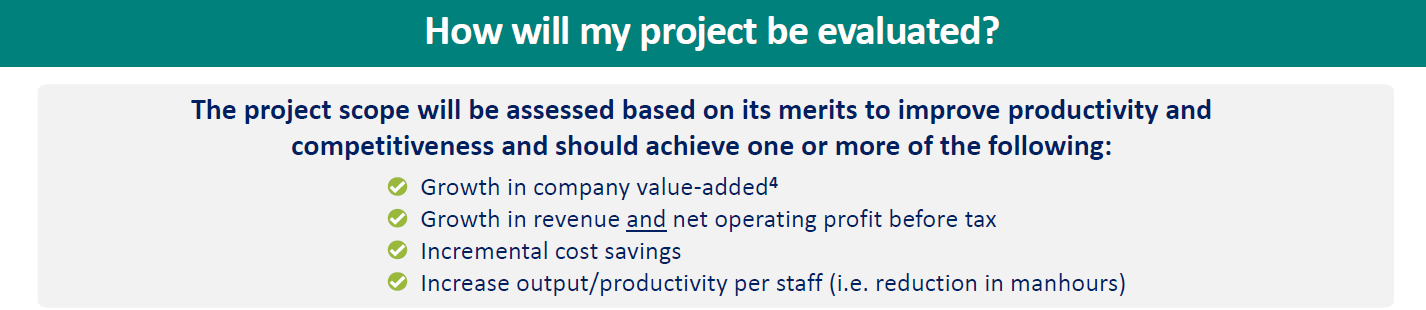 How will my project be evaluated?
The project scope will be assessed based on its merits to improve productivity and
competitiveness and should achieve one or more of the following:
Growth in company value-added⁴
Growth in revenue and net operating profit before tax
Incremental cost savings
Increase output/productivity per staff (i.e. reduction in manhours)